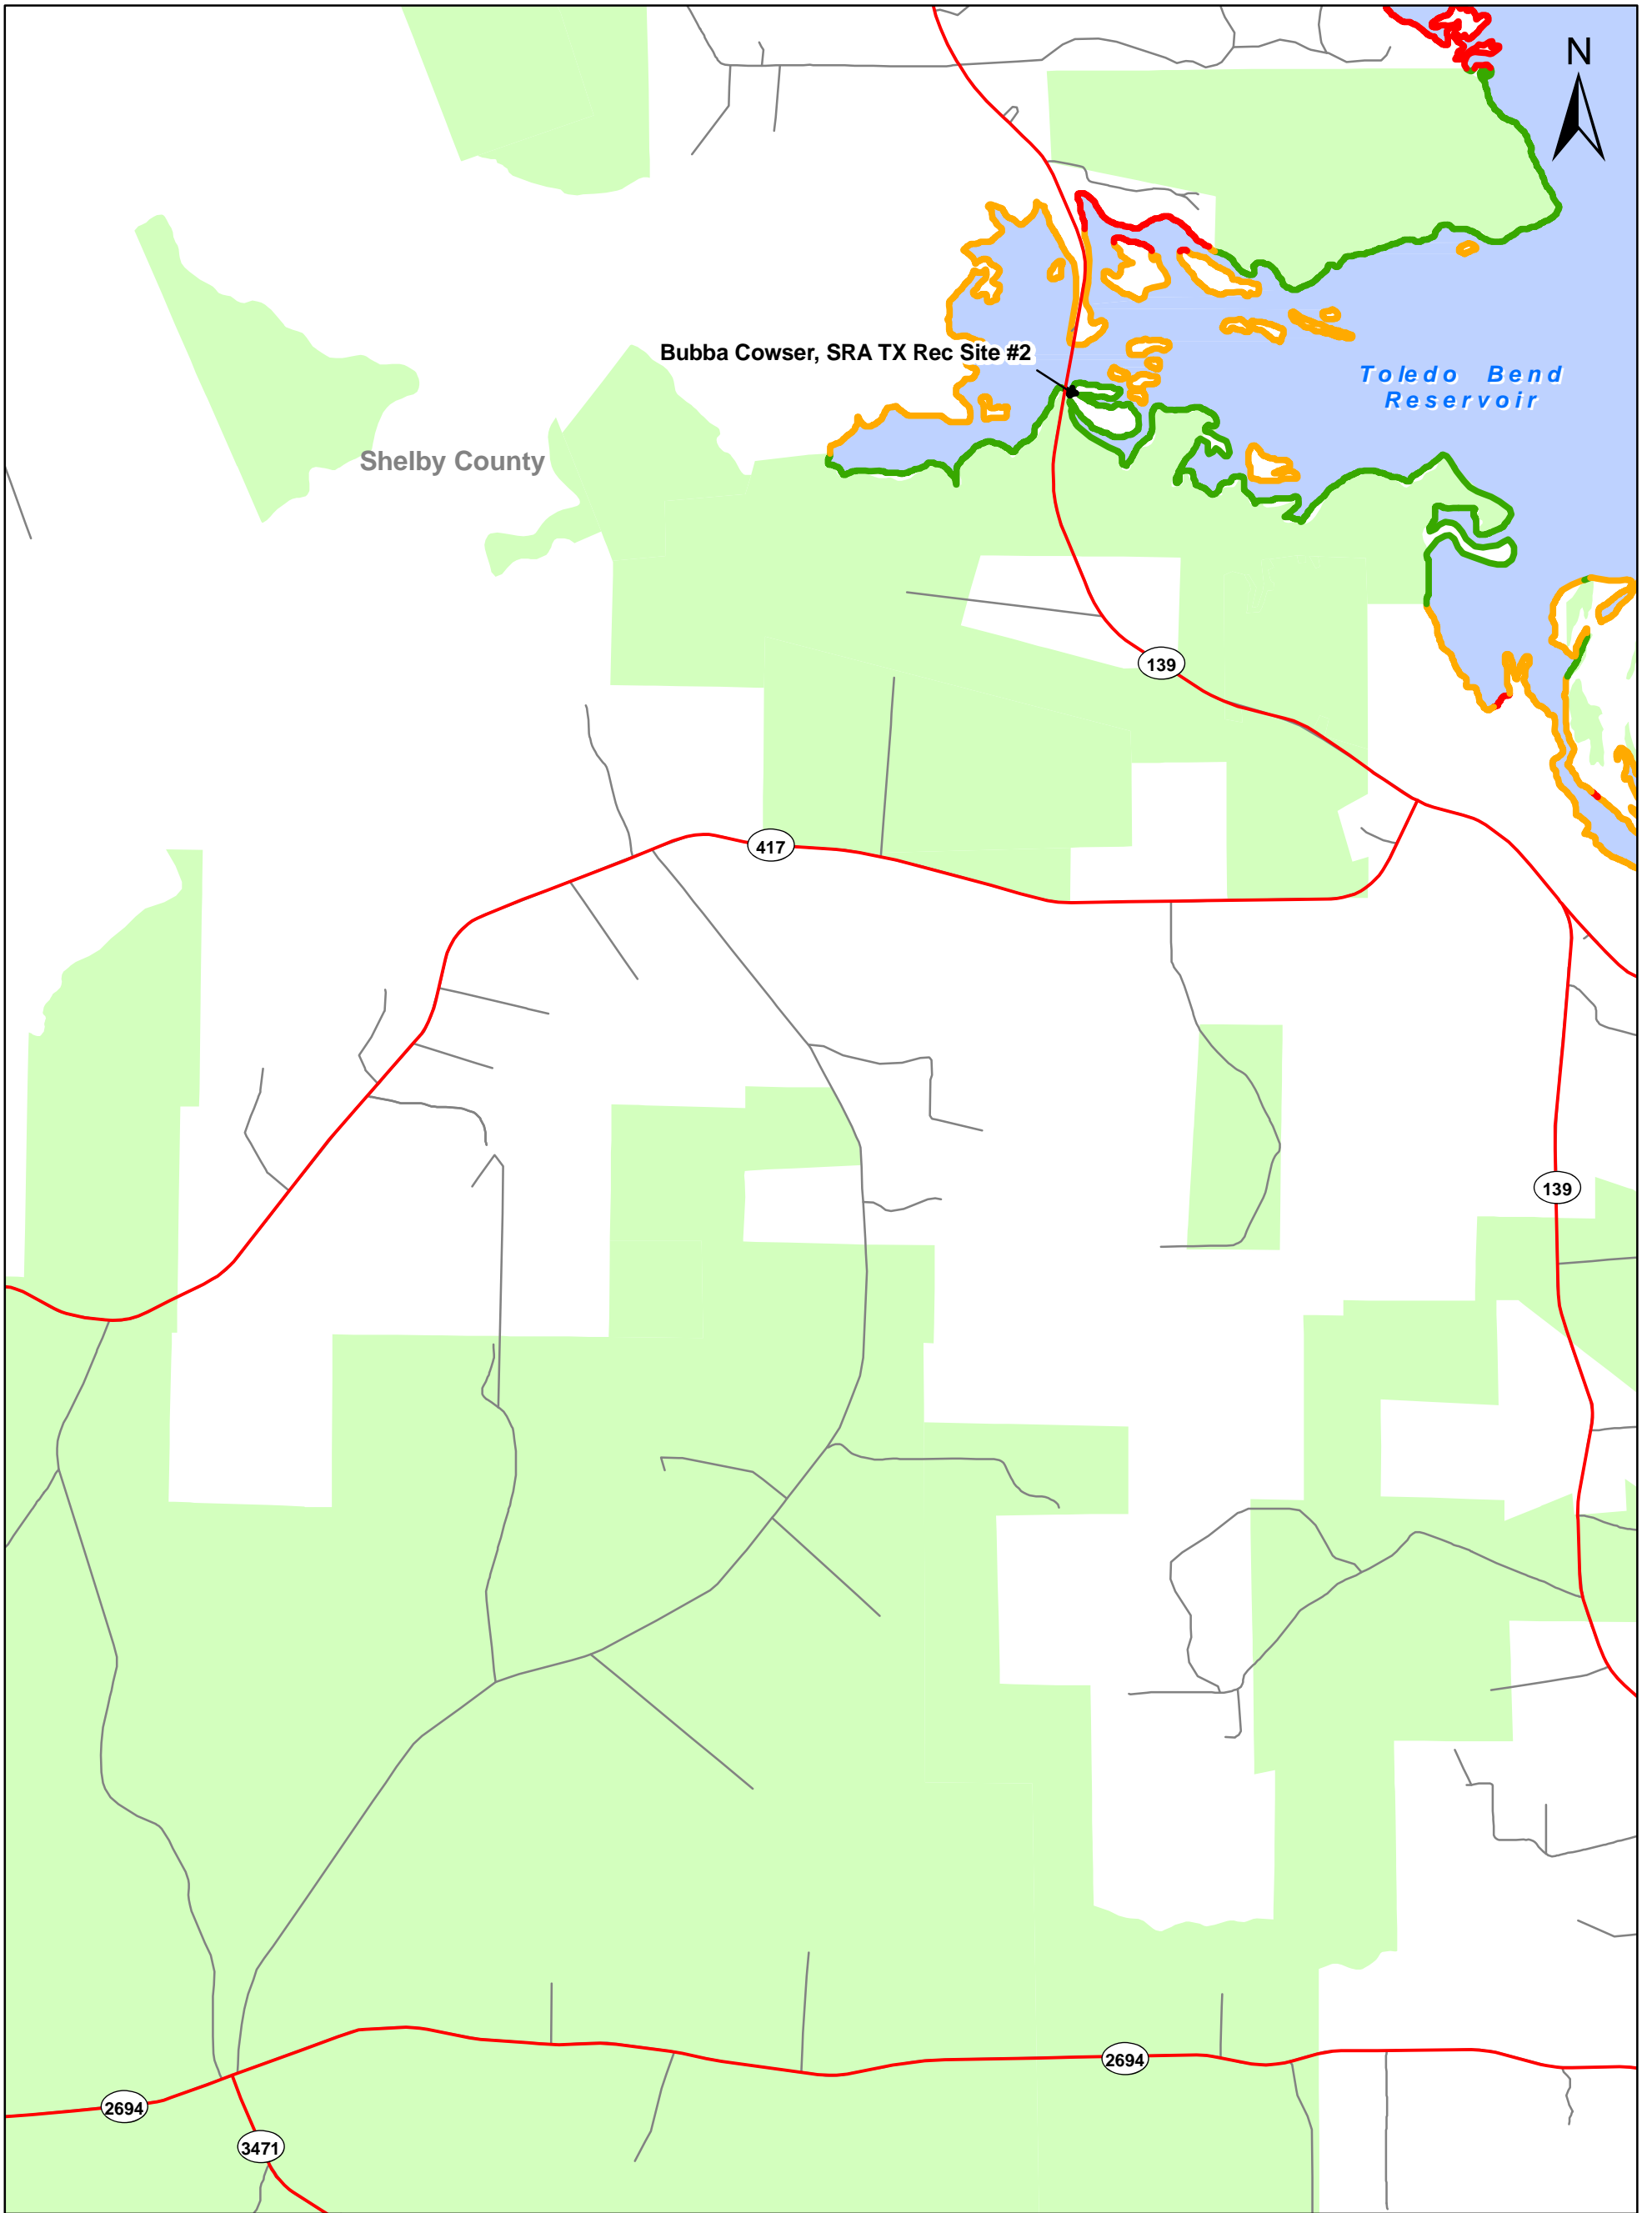 N
Bubba Cowser, SRA TX Rec Site #2
Toledo Bend
Reservoir
Shelby County
139
417
139
2694
2694
3471